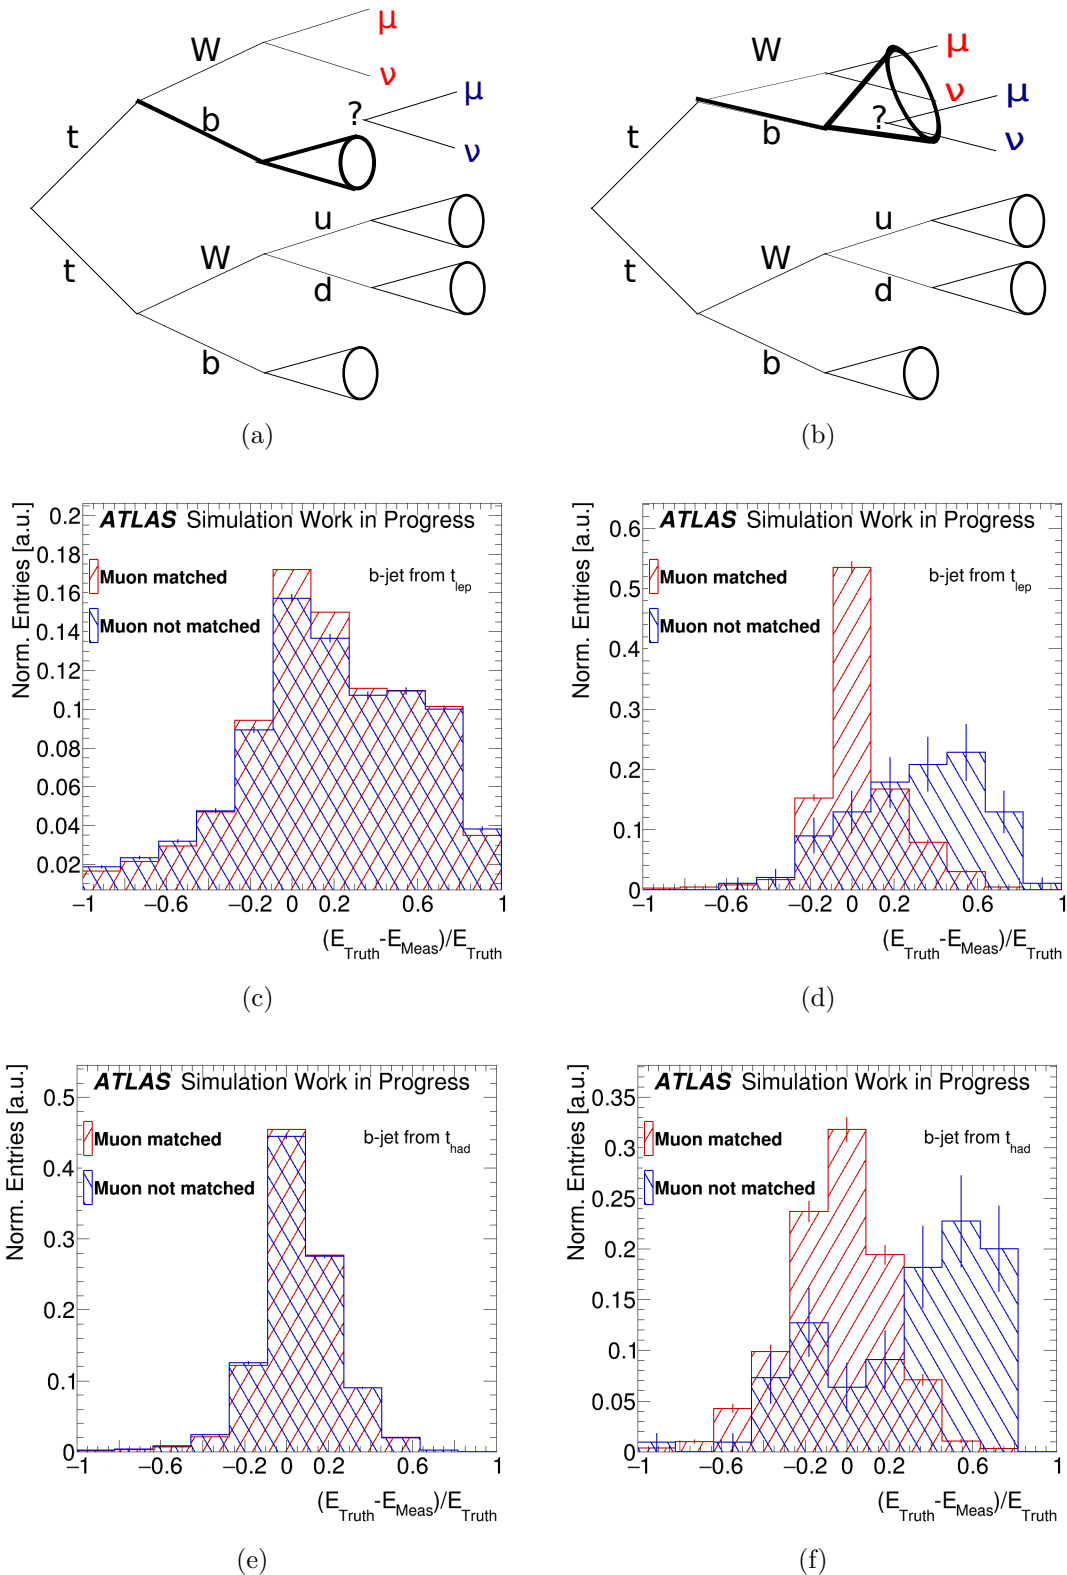 W μ
ν
b ? μ
ν
t
u
W
d
t
b
(a)
W μ
ν
μ
b ?
ν
t
u
W
d
t
b
(b)
ATLAS Simulation Work in Progress
Muon matched
Muon not matched
b-jet from t_lep
Norm. Entries [a.u.]
0.2
0.18
0.16
0.14
0.12
0.1
0.08
0.06
0.04
0.02
−1 −0.6 −0.2 0 0.2 0.6 1
(E_Truth-E_Meas)/E_Truth
(c)
ATLAS Simulation Work in Progress
Muon matched
Muon not matched
b-jet from t_lep
Norm. Entries [a.u.]
0.6
0.5
0.4
0.3
0.2
0.1
0
−1 −0.6 −0.2 0 0.2 0.6 1
(E_Truth-E_Meas)/E_Truth
(d)
ATLAS Simulation Work in Progress
Muon matched
Muon not matched
b-jet from t_had
Norm. Entries [a.u.]
0.5
0.4
0.3
0.2
0.1
0
−1 −0.6 −0.2 0 0.2 0.6 1
(E_Truth-E_Meas)/E_Truth
(e)
ATLAS Simulation Work in Progress
Muon matched
Muon not matched
b-jet from t_had
Norm. Entries [a.u.]
0.35
0.3
0.25
0.2
0.15
0.1
0.05
0
−1 −0.6 −0.2 0 0.2 0.6 1
(E_Truth-E_Meas)/E_Truth
(f)